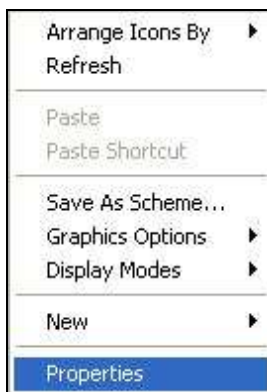 Arrange Icons By
Refresh
Paste
Paste Shortcut
Save As Scheme...
Graphics Options
Display Modes
New
Properties